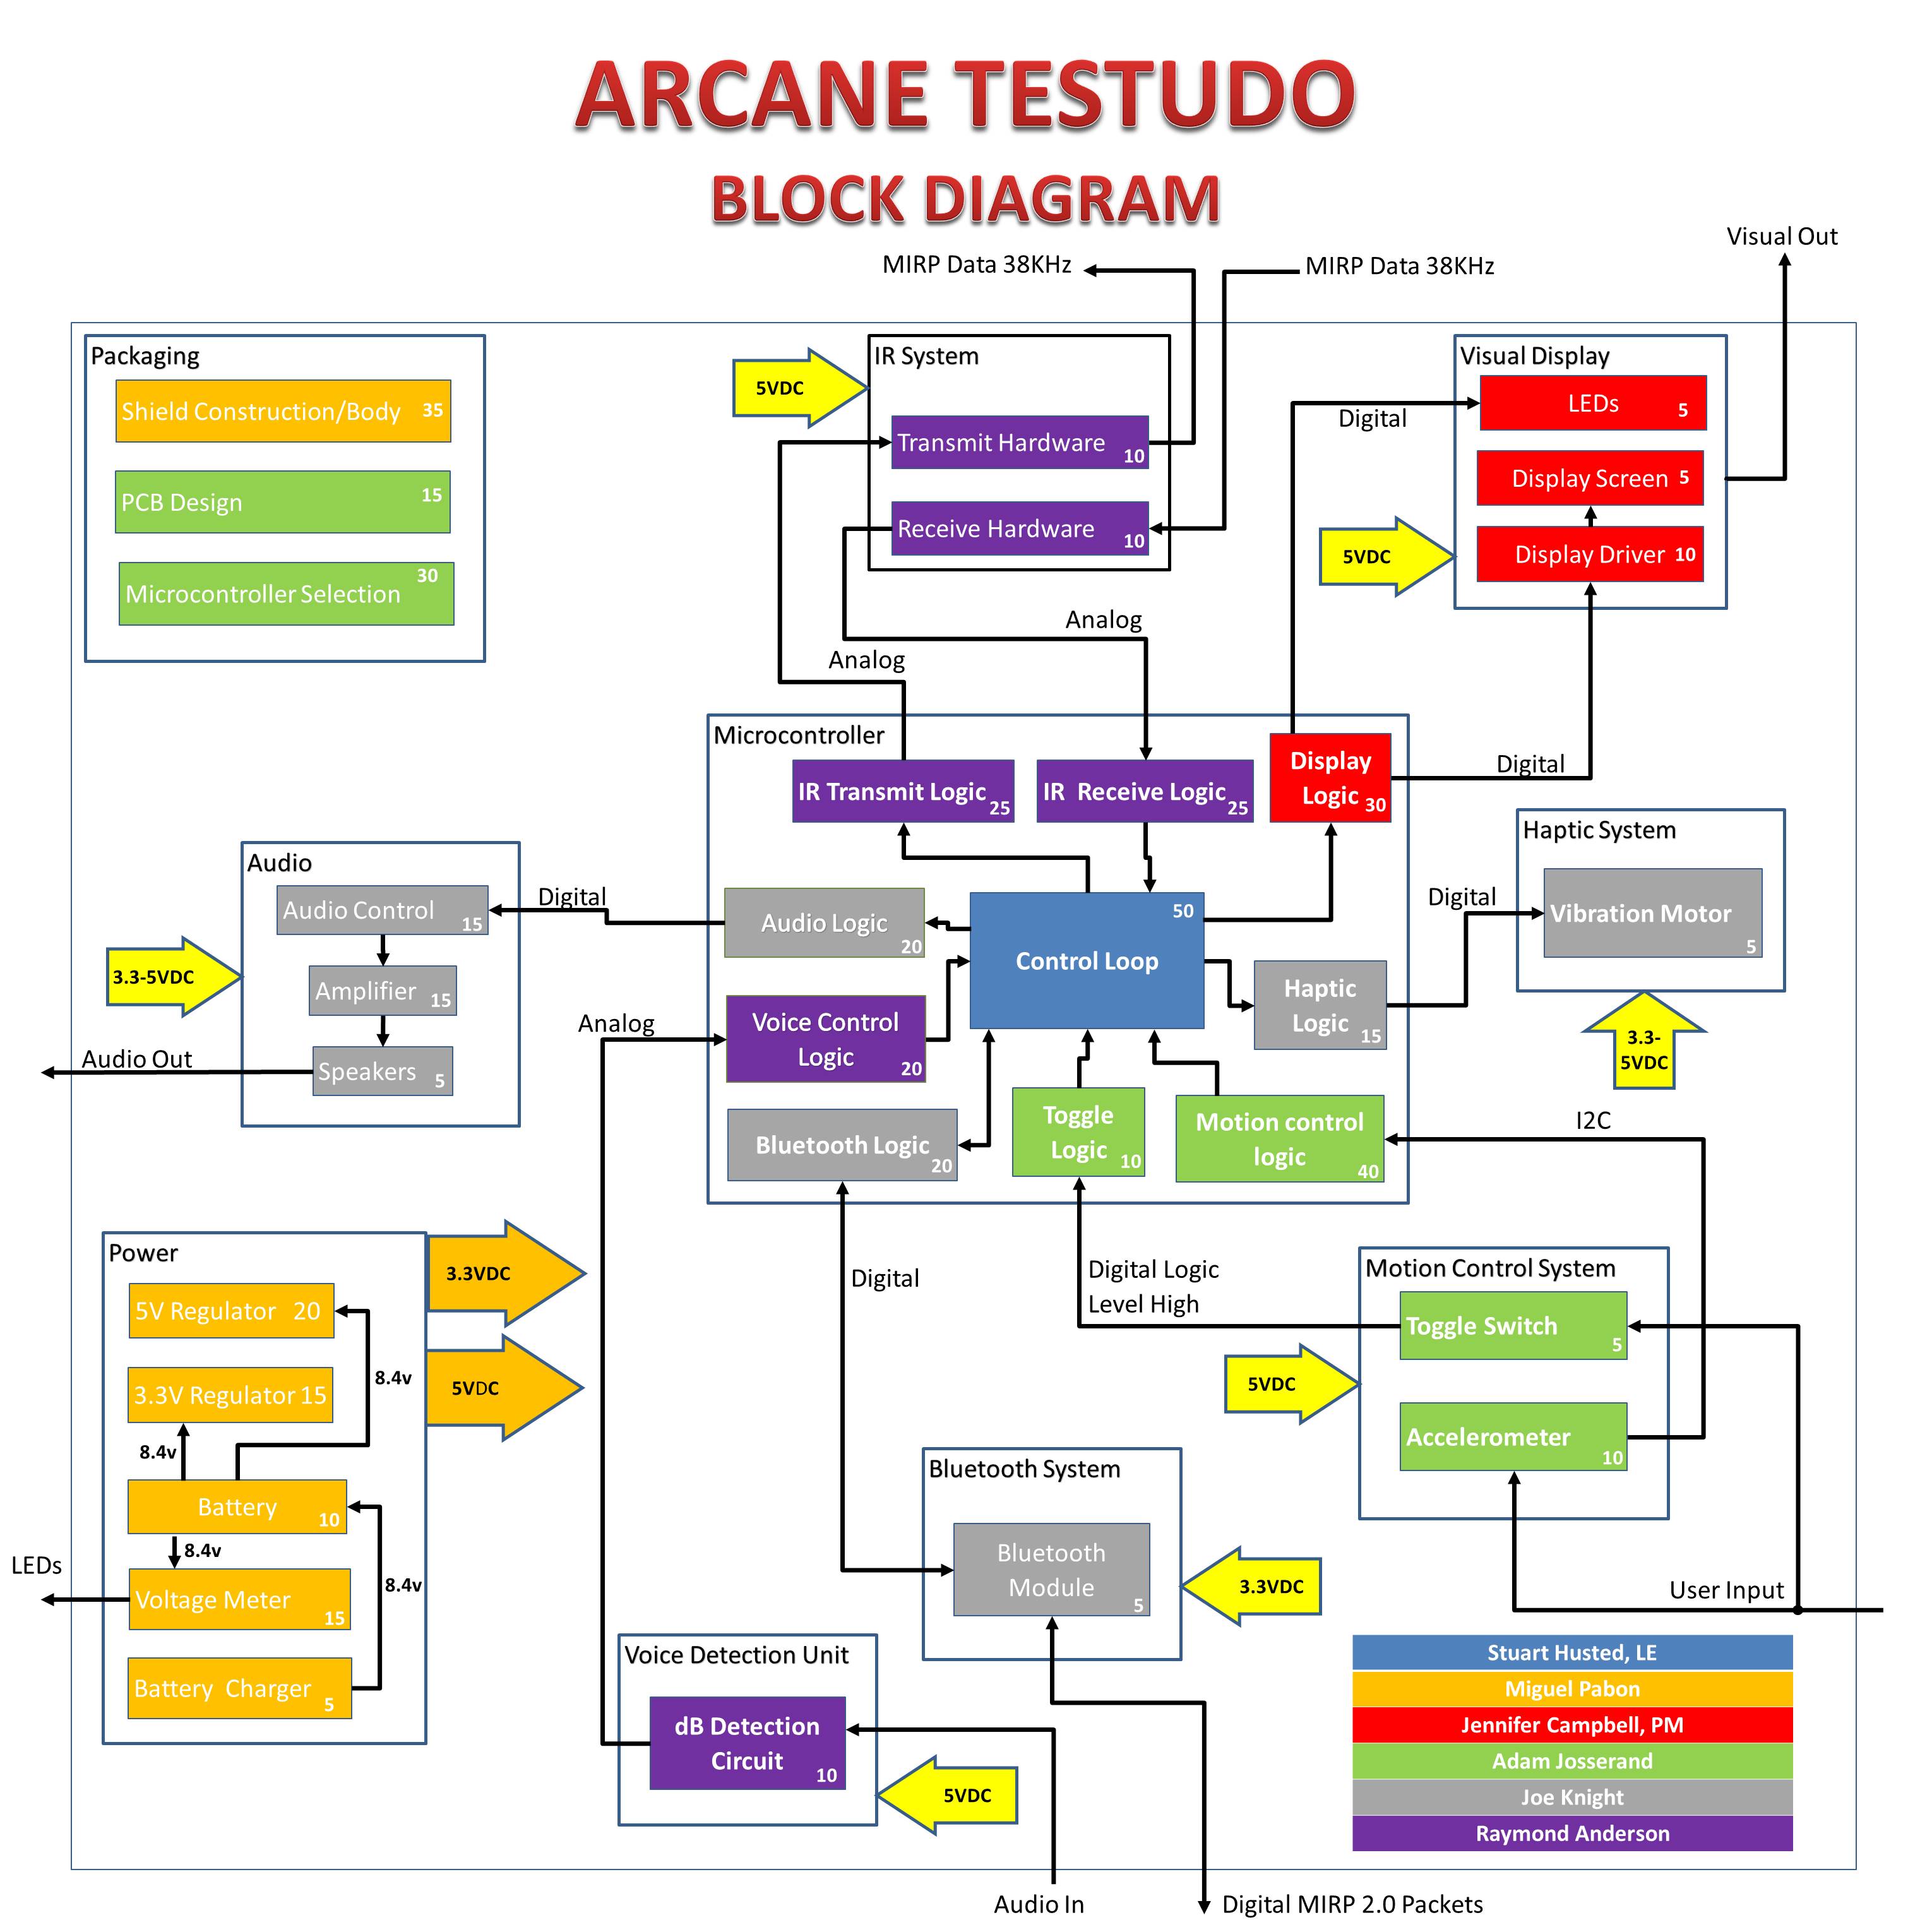 ARCANE TESTUDO
BLOCK DIAGRAM
Visual Out
MIRP Data 38KHz
MIRP Data 38KHz
Packaging
Shield Construction/Body 35
PCB Design 15
Microcontroller Selection 30
IR System
5VDC
Transmit Hardware 10
Receive Hardware 10
Visual Display
LEDs 5
Display Screen 5
Display Driver 10
5VDC
Digital
Analog
Analog
Microcontroller
IR Transmit Logic 25
IR Receive Logic 25
Display
Logic 30
Digital
Audio
Audio Control 15
Amplifier 15
Speakers 5
3.3-5VDC
Audio Out
Digital
Audio Logic 20
50
Control Loop
Voice Control
Logic
20
Analog
Haptic
Logic
15
Bluetooth Logic 20
Toggle
Logic 10
Motion control
logic
40
Digital
Haptic System
Vibration Motor
5
3.3-
5VDC
I2C
Power
5V Regulator 20
3.3V Regulator 15
8.4v
8.4v
Battery 10
8.4v
8.4v
Voltage Meter 15
Battery Charger 5
LEDs
3.3VDC
5VDC
Digital
Digital Logic
Level High
Motion Control System
Toggle Switch 5
Accelerometer 10
5VDC
User Input
Bluetooth System
Bluetooth
Module
5
3.3VDC
Voice Detection Unit
dB Detection
Circuit
10
5VDC
Stuart Husted, LE
Miguel Pabon
Jennifer Campbell, PM
Adam Josserand
Joe Knight
Raymond Anderson
Audio In
Digital MIRP 2.0 Packets